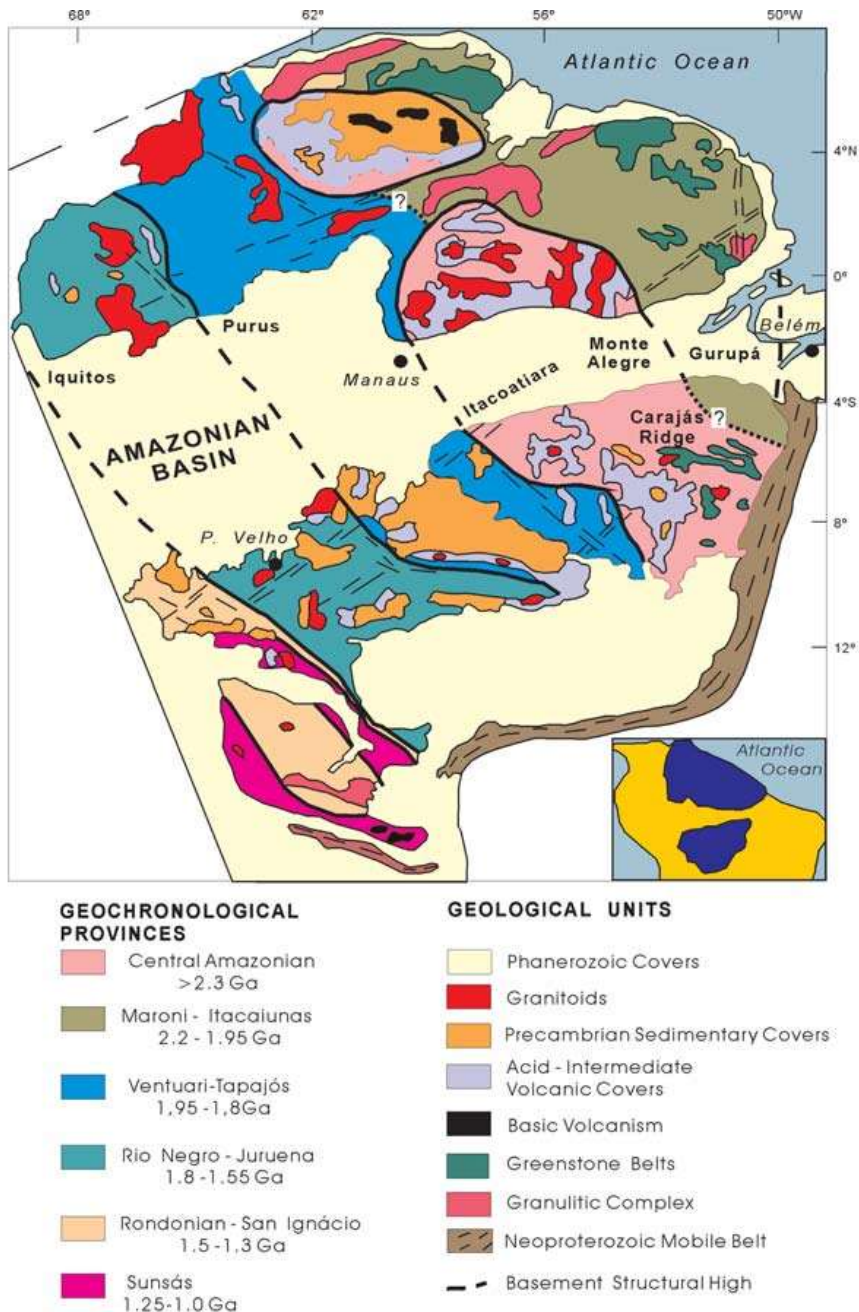 68°
62°
56°
50°W
Atlantic Ocean
4°N
?
0°
Purus
Belém
Monte
Alegre
Gurupá
Iquitos
Manaus
Itacoatiara
4°S
Carajás
Ridge
?
AMAZONIAN
BASIN
8°
P. Velho
12°
Atlantic
Ocean
GEOCHRONOLOGICAL
PROVINCES
Central Amazonian
>2.3 Ga
Maroni - Itacaiunas
2.2 - 1.95 Ga
Ventuari-Tapajós
1,95 -1,8Ga
Rio Negro - Juruena
1.8 -1.55 Ga
Rondonian - San Ignácio
1.5 -1.3 Ga
Sunsás
1.25-1.0 Ga
GEOLOGICAL UNITS
Phanerozoic Covers
Granitoids
Precambrian Sedimentary Covers
Acid - Intermediate
Volcanic Covers
Basic Volcanism
Greenstone Belts
Granulitic Complex
Neoproterozoic Mobile Belt
Basement Structural High